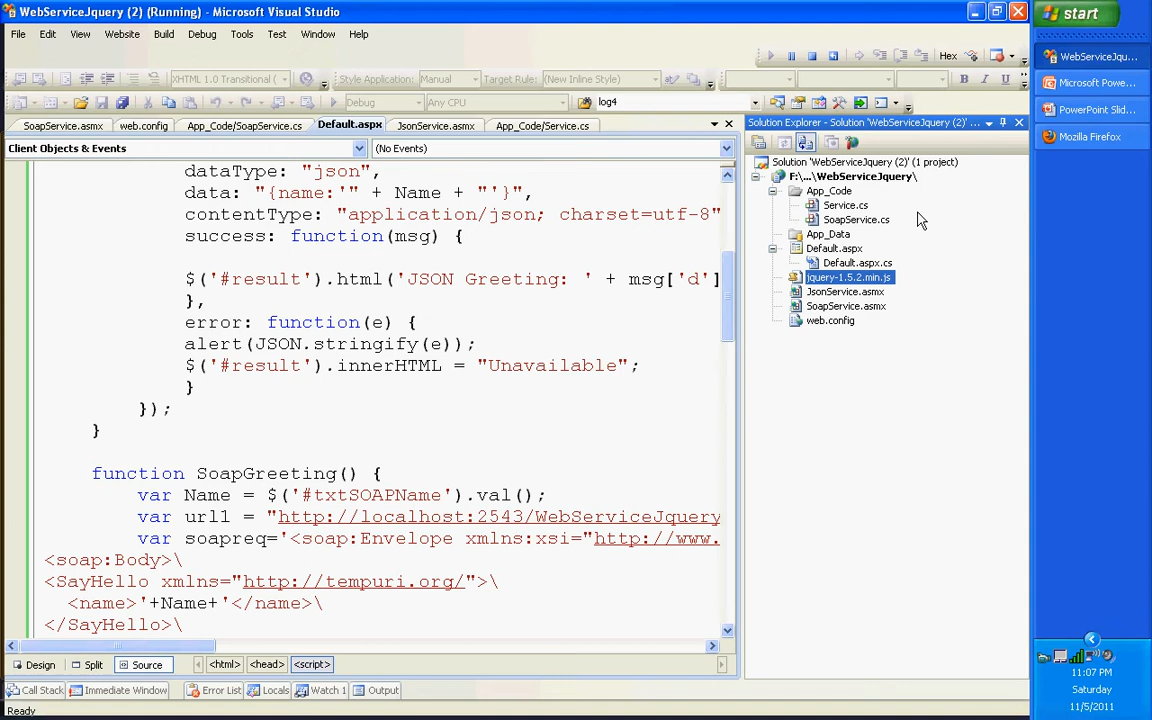 WebServiceJquery (2) (Running) - Microsoft Visual Studio
File Edit View Website Build Debug Tools Test Window Help
Hex
XHTML 1.0 Transitional ( Style Application: Manual Target Rule: (New Inline Style) B I U
Debug Any CPU log4
SoapService.asmx web.config App_Code/SoapService.cs Default.aspx JsonService.asmx App_Code/Service.cs
Client Objects & Events (No Events)
dataType: "json",
data: "{name:'" + Name + "'}",
contentType: "application/json; charset=utf-8"
success: function(msg) {
$('#result').html('JSON Greeting: ' + msg['d']
},
error: function(e) {
alert(JSON.stringify(e));
$('#result').innerHTML = "Unavailable";
}
});
}
function SoapGreeting() {
var Name = $('#txtSOAPName').val();
var url1 = "http://localhost:2543/WebServiceJquery
var soapreq='<soap:Envelope xmlns:xsi="http://www.
<soap:Body>\
<SayHello xmlns="http://tempuri.org/">\
<name>'+Name+'</name>\
</SayHello>\
Design Split Source <html> <head> <script>
Call Stack Immediate Window Error List Locals Watch 1 Output
Ready
Solution Explorer - Solution 'WebServiceJquery (2)' ...
Solution 'WebServiceJquery (2)' (1 project)
F:\...\WebServiceJquery\
App_Code
Service.cs
SoapService.cs
App_Data
Default.aspx
Default.aspx.cs
jquery-1.5.2.min.js
JsonService.asmx
SoapService.asmx
web.config
start
WebServiceJqu...
Microsoft Powe...
PowerPoint Slid...
Mozilla Firefox
11:07 PM
Saturday
11/5/2011